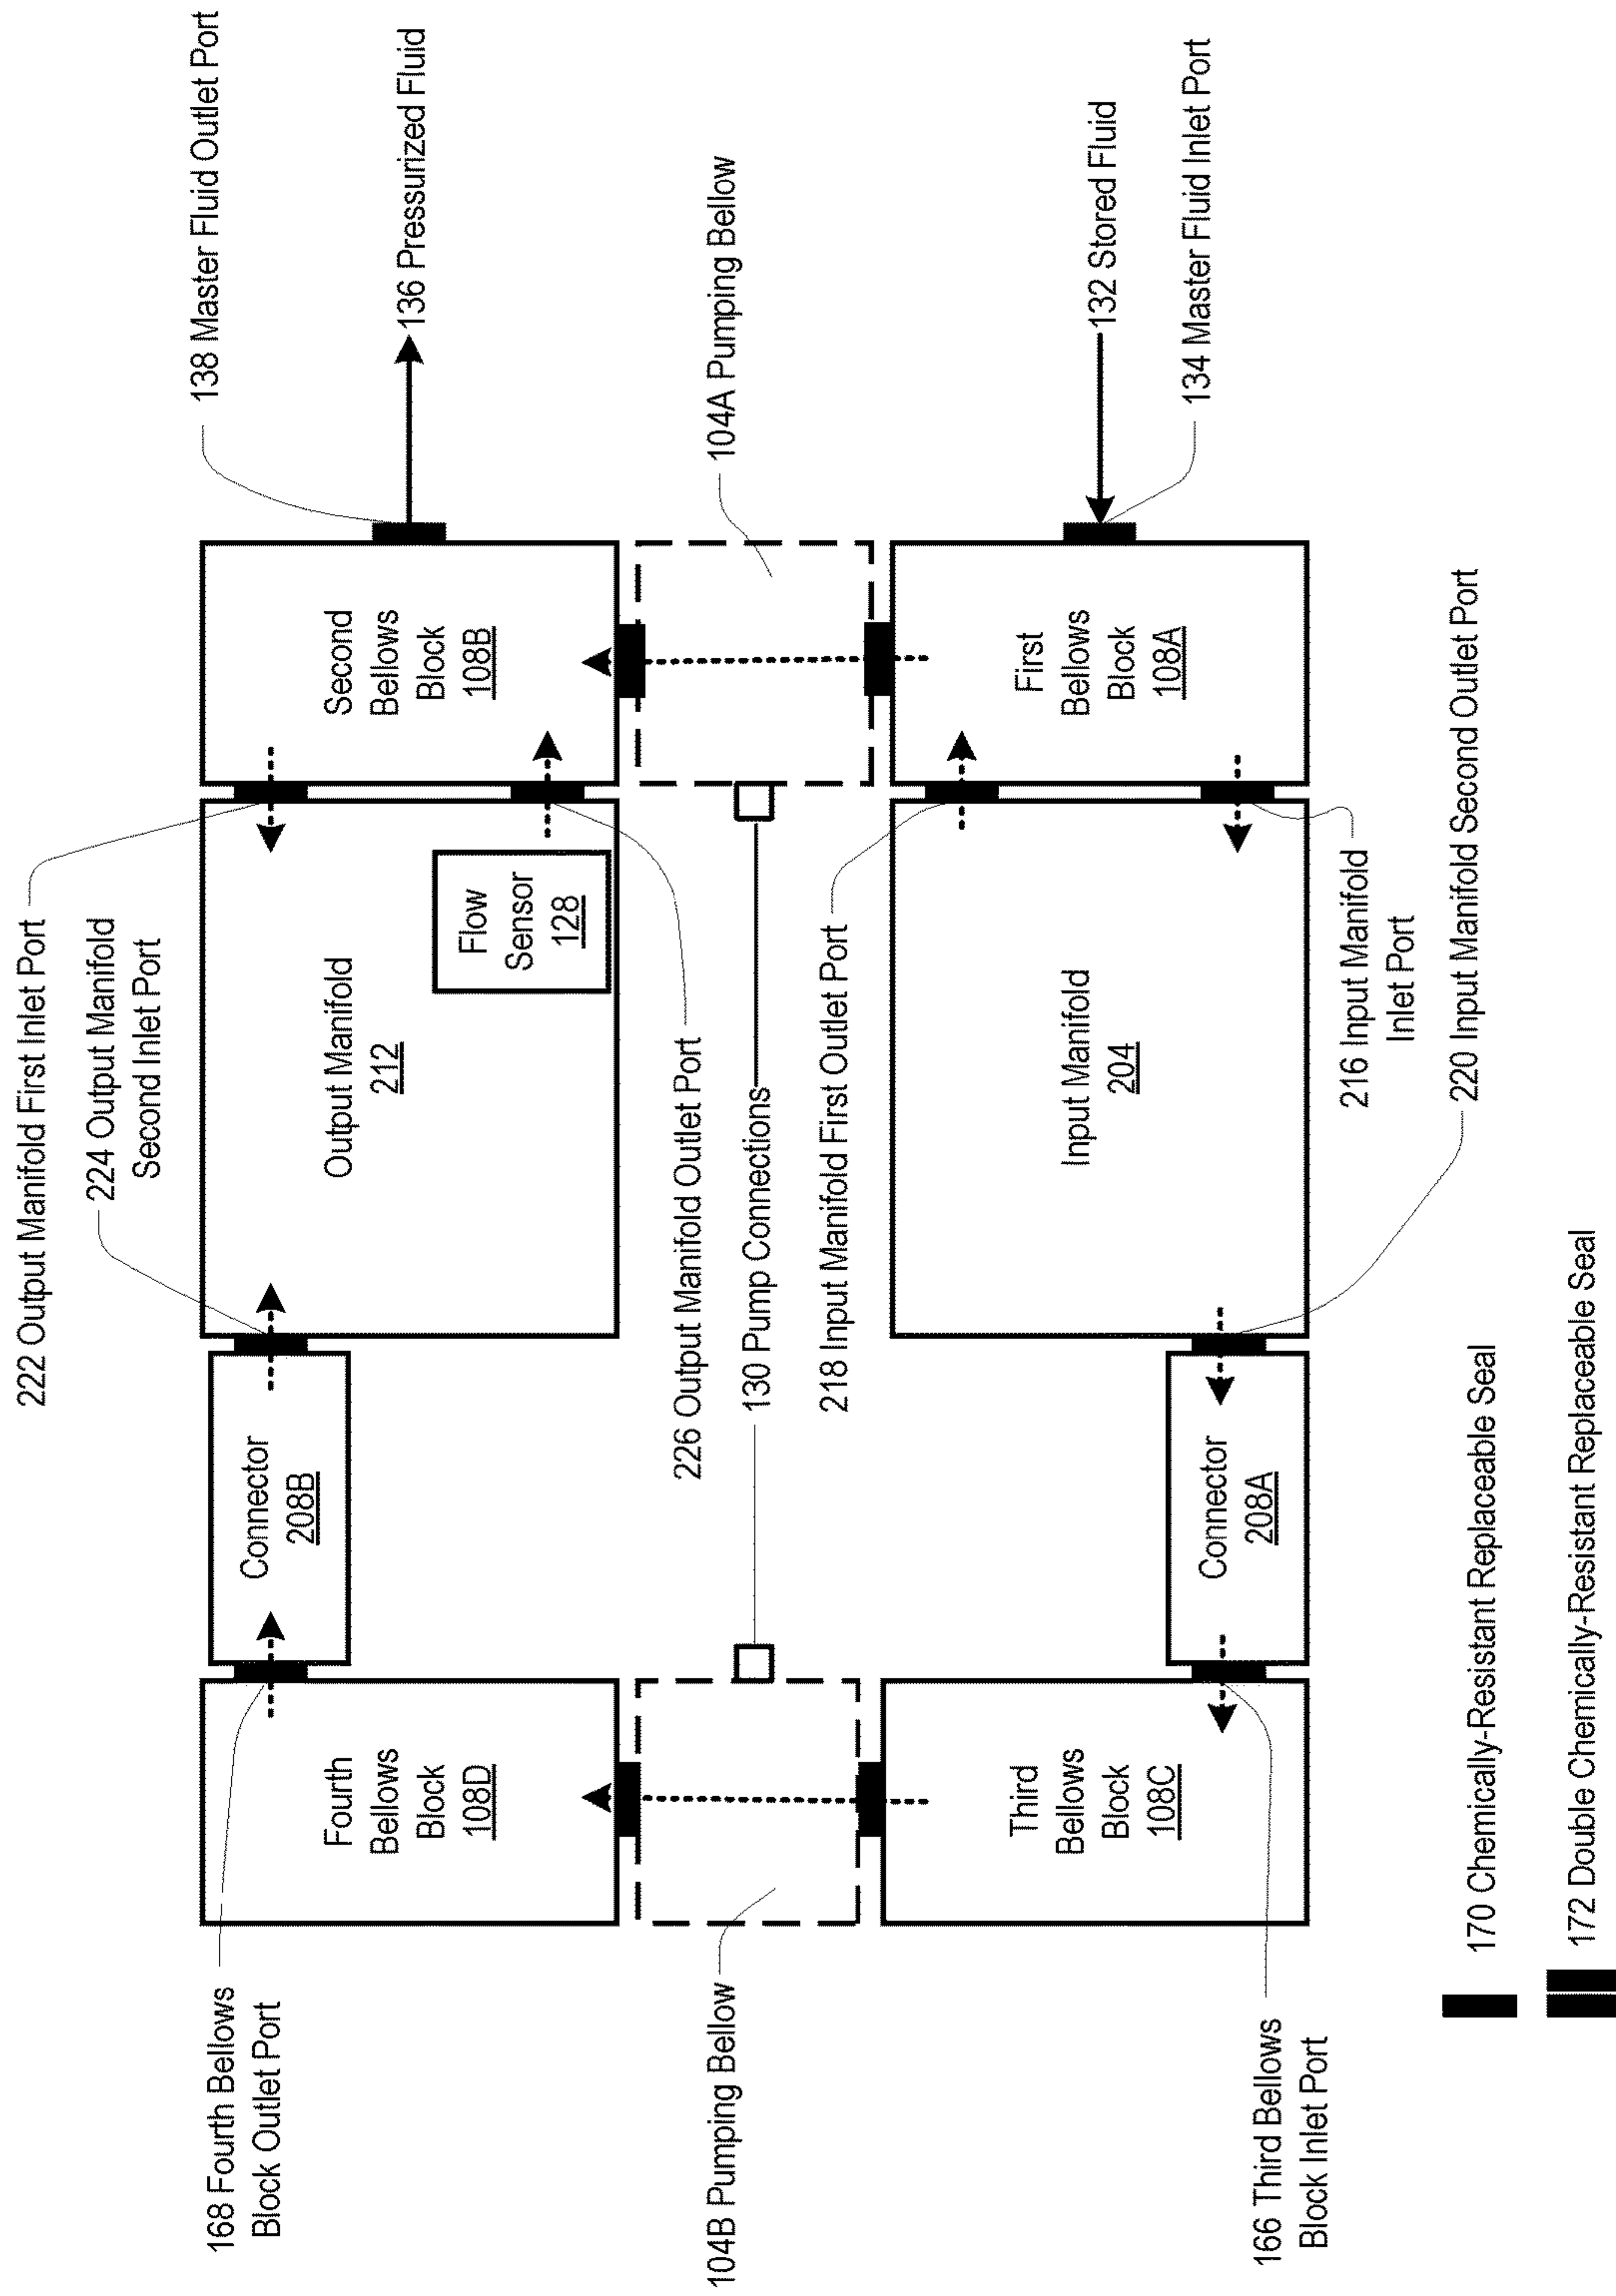 168 Fourth Bellows
Block Outlet Port
222 Output Manifold First Inlet Port
224 Output Manifold
Second Inlet Port
138 Master Fluid Outlet Port
136 Pressurized Fluid
Fourth
Bellows
Block
108D
Connector
208B
Output Manifold
212
Flow
Sensor
128
Second
Bellows
Block
108B
104B Pumping Bellow
226 Output Manifold Outlet Port
130 Pump Connections
218 Input Manifold First Outlet Port
104A Pumping Bellow
Third
Bellows
Block
108C
Connector
208A
Input Manifold
204
First
Bellows
Block
108A
132 Stored Fluid
134 Master Fluid Inlet Port
166 Third Bellows
Block Inlet Port
216 Input Manifold
Inlet Port
220 Input Manifold Second Outlet Port
170 Chemically-Resistant Replaceable Seal
172 Double Chemically-Resistant Replaceable Seal